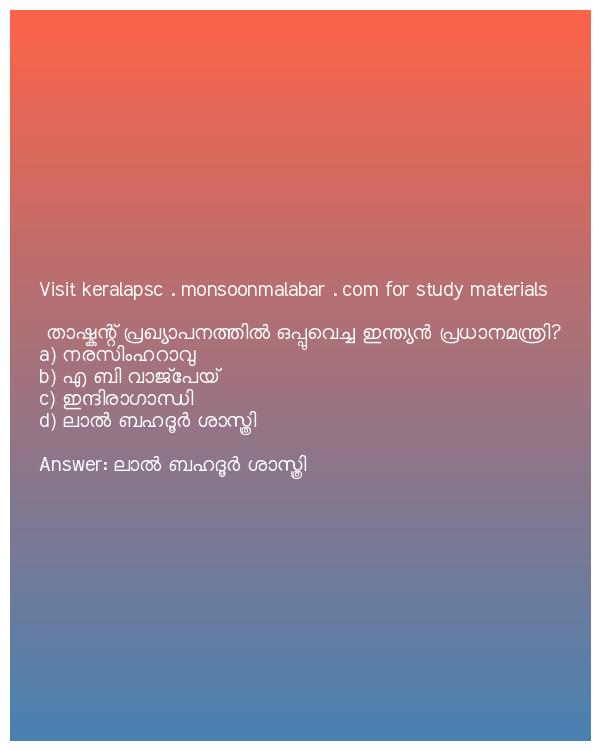 Visit keralapsc . monsoonmalabar . com for study materials
താഷ്കന്റ് പ്രഖ്യാപനത്തിൽ ഒപ്പുവെച്ച ഇന്ത്യൻ പ്രധാനമന്ത്രി?
a) നരസിംഹറാവു
b) എ ബി വാജ്പേയ്
c) ഇന്ദിരാഗാന്ധി
d) ലാൽ ബഹദൂർ ശാസ്ത്രി
Answer: ലാൽ ബഹദൂർ ശാസ്ത്രി